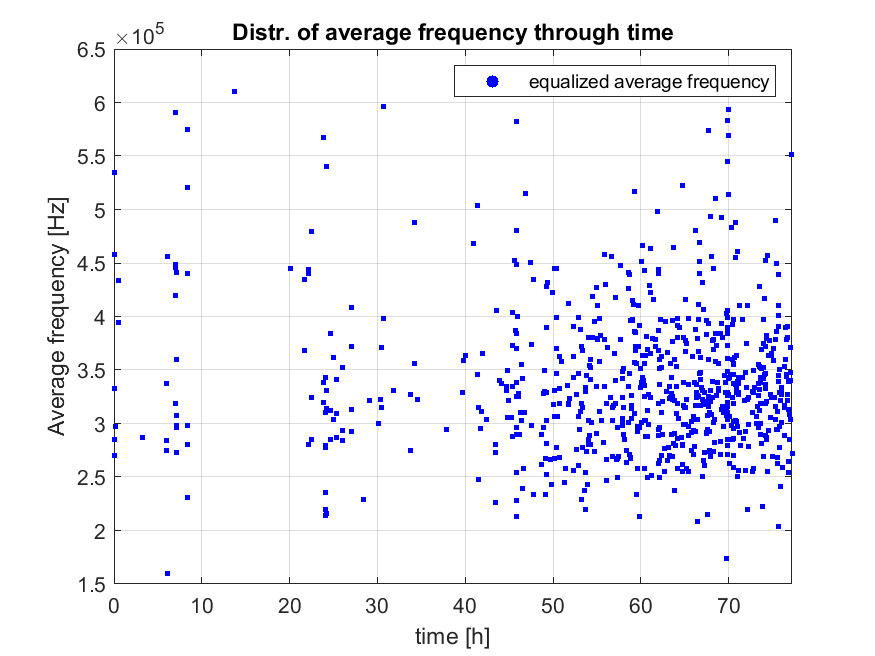 Distr. of average frequency through time
×10^5
equalized average frequency
6.5
6
5.5
5
4.5
4
3.5
3
2.5
2
1.5
Average frequency [Hz]
0 10 20 30 40 50 60 70
time [h]